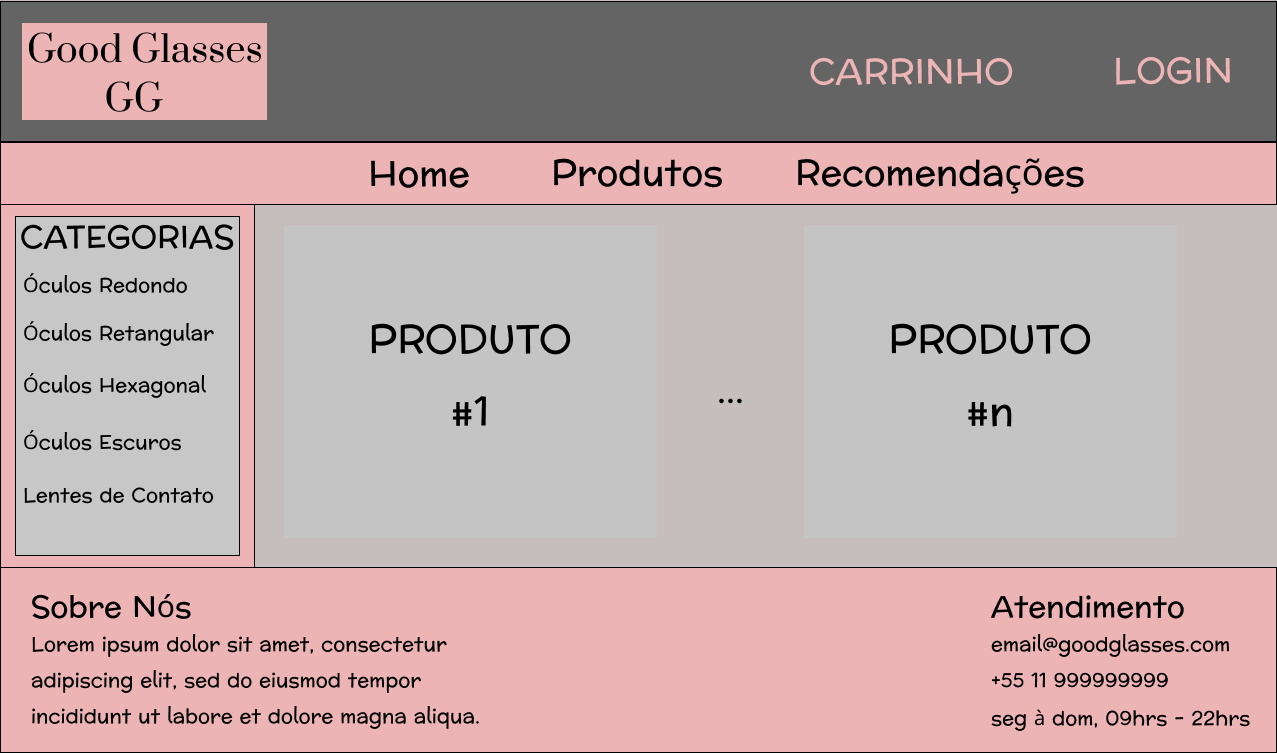 Good Glasses
GG
CARRINHO
LOGIN
Home
Produtos
Recomendações
CATEGORIAS
Óculos Redondo
Óculos Retangular
Óculos Hexagonal
Óculos Escuros
Lentes de Contato
PRODUTO
#1
...
PRODUTO
#n
Sobre Nós
Lorem ipsum dolor sit amet, consectetur
adipiscing elit, sed do eiusmod tempor
incididunt ut labore et dolore magna aliqua.
Atendimento
email@goodglasses.com
+55 11 999999999
seg à dom, 09hrs - 22hrs